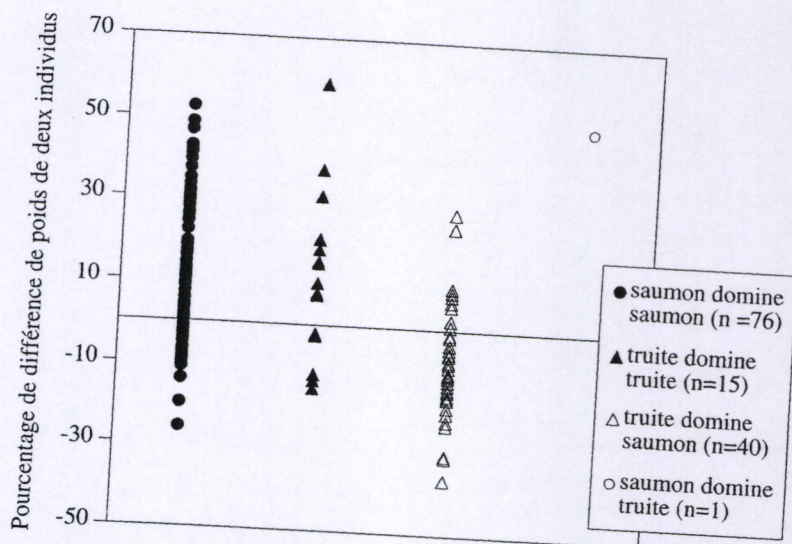 Pourcentage de différence de poids de deux individus
70
50
30
10
-10
-30
-50
saumon domine
saumon (n =76)
truite domine
truite (n=15)
truite domine
saumon (n=40)
saumon domine
truite (n=1)